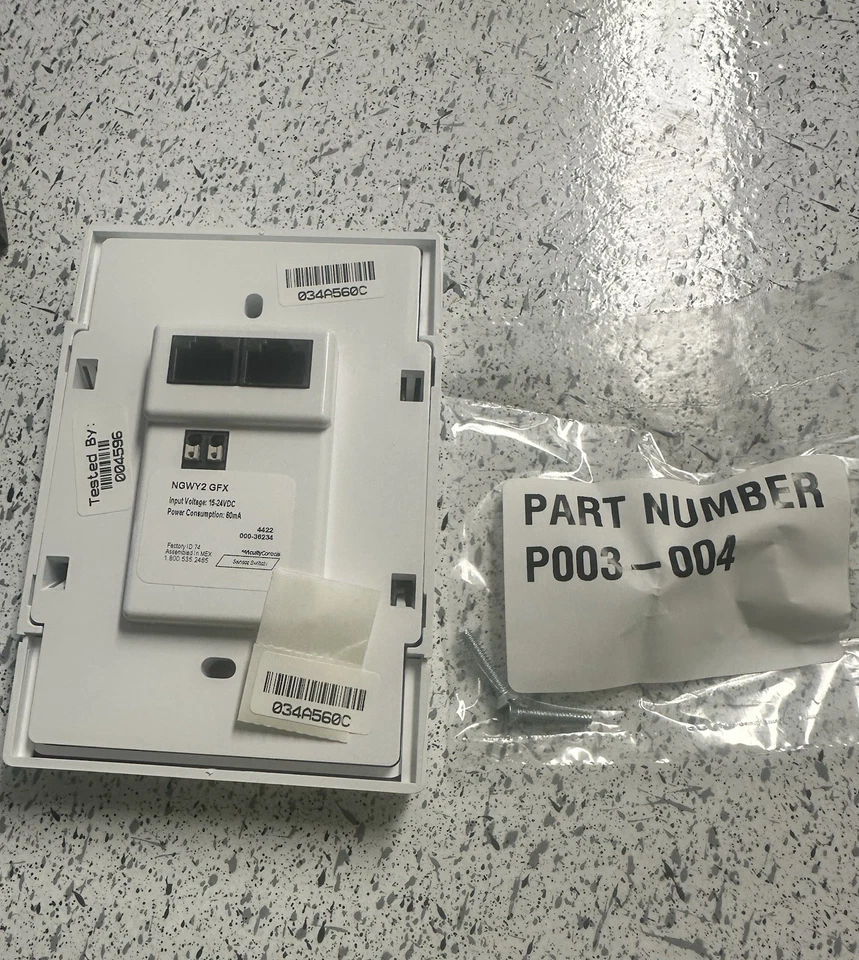 034A560C
Tested By:
004596
NGWY2 GFX
Input Voltage: 15-24VDC
Power Consumption: 60mA
4422
000-36234
Factory ID: 74
Assembled in MEX
1.800.535.2465
AcuityControls
Sensor Switch
034A560C
PART NUMBER
P003-004